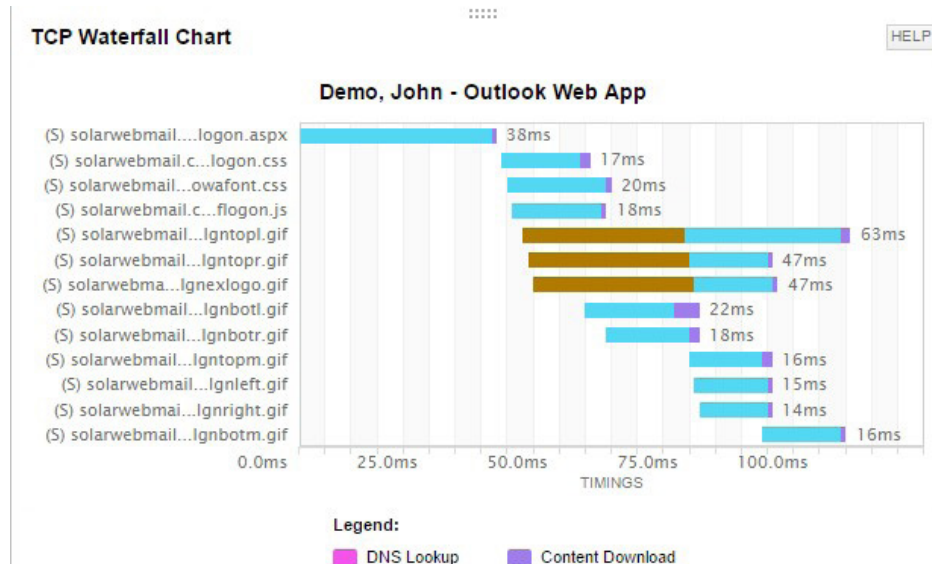 TCP Waterfall Chart
HELP
Demo, John - Outlook Web App
(S) solarwebmail....logon.aspx 38ms
(S) solarwebmail.c...logon.css 17ms
(S) solarwebmail...owafont.css 20ms
(S) solarwebmail.c...flogon.js 18ms
(S) solarwebmail...lgntopl.gif 63ms
(S) solarwebmail...lgntopr.gif 47ms
(S) solarwebma...lgnexlogo.gif 47ms
(S) solarwebmail...lgnbotl.gif 22ms
(S) solarwebmail...lgnbotr.gif 18ms
(S) solarwebmail...lgntopm.gif 16ms
(S) solarwebmail...lgnleft.gif 15ms
(S) solarwebmai...lgnright.gif 14ms
(S) solarwebmail...lgnbotm.gif 16ms
0.0ms 25.0ms 50.0ms 75.0ms 100.0ms
TIMINGS
Legend:
DNS Lookup Content Download